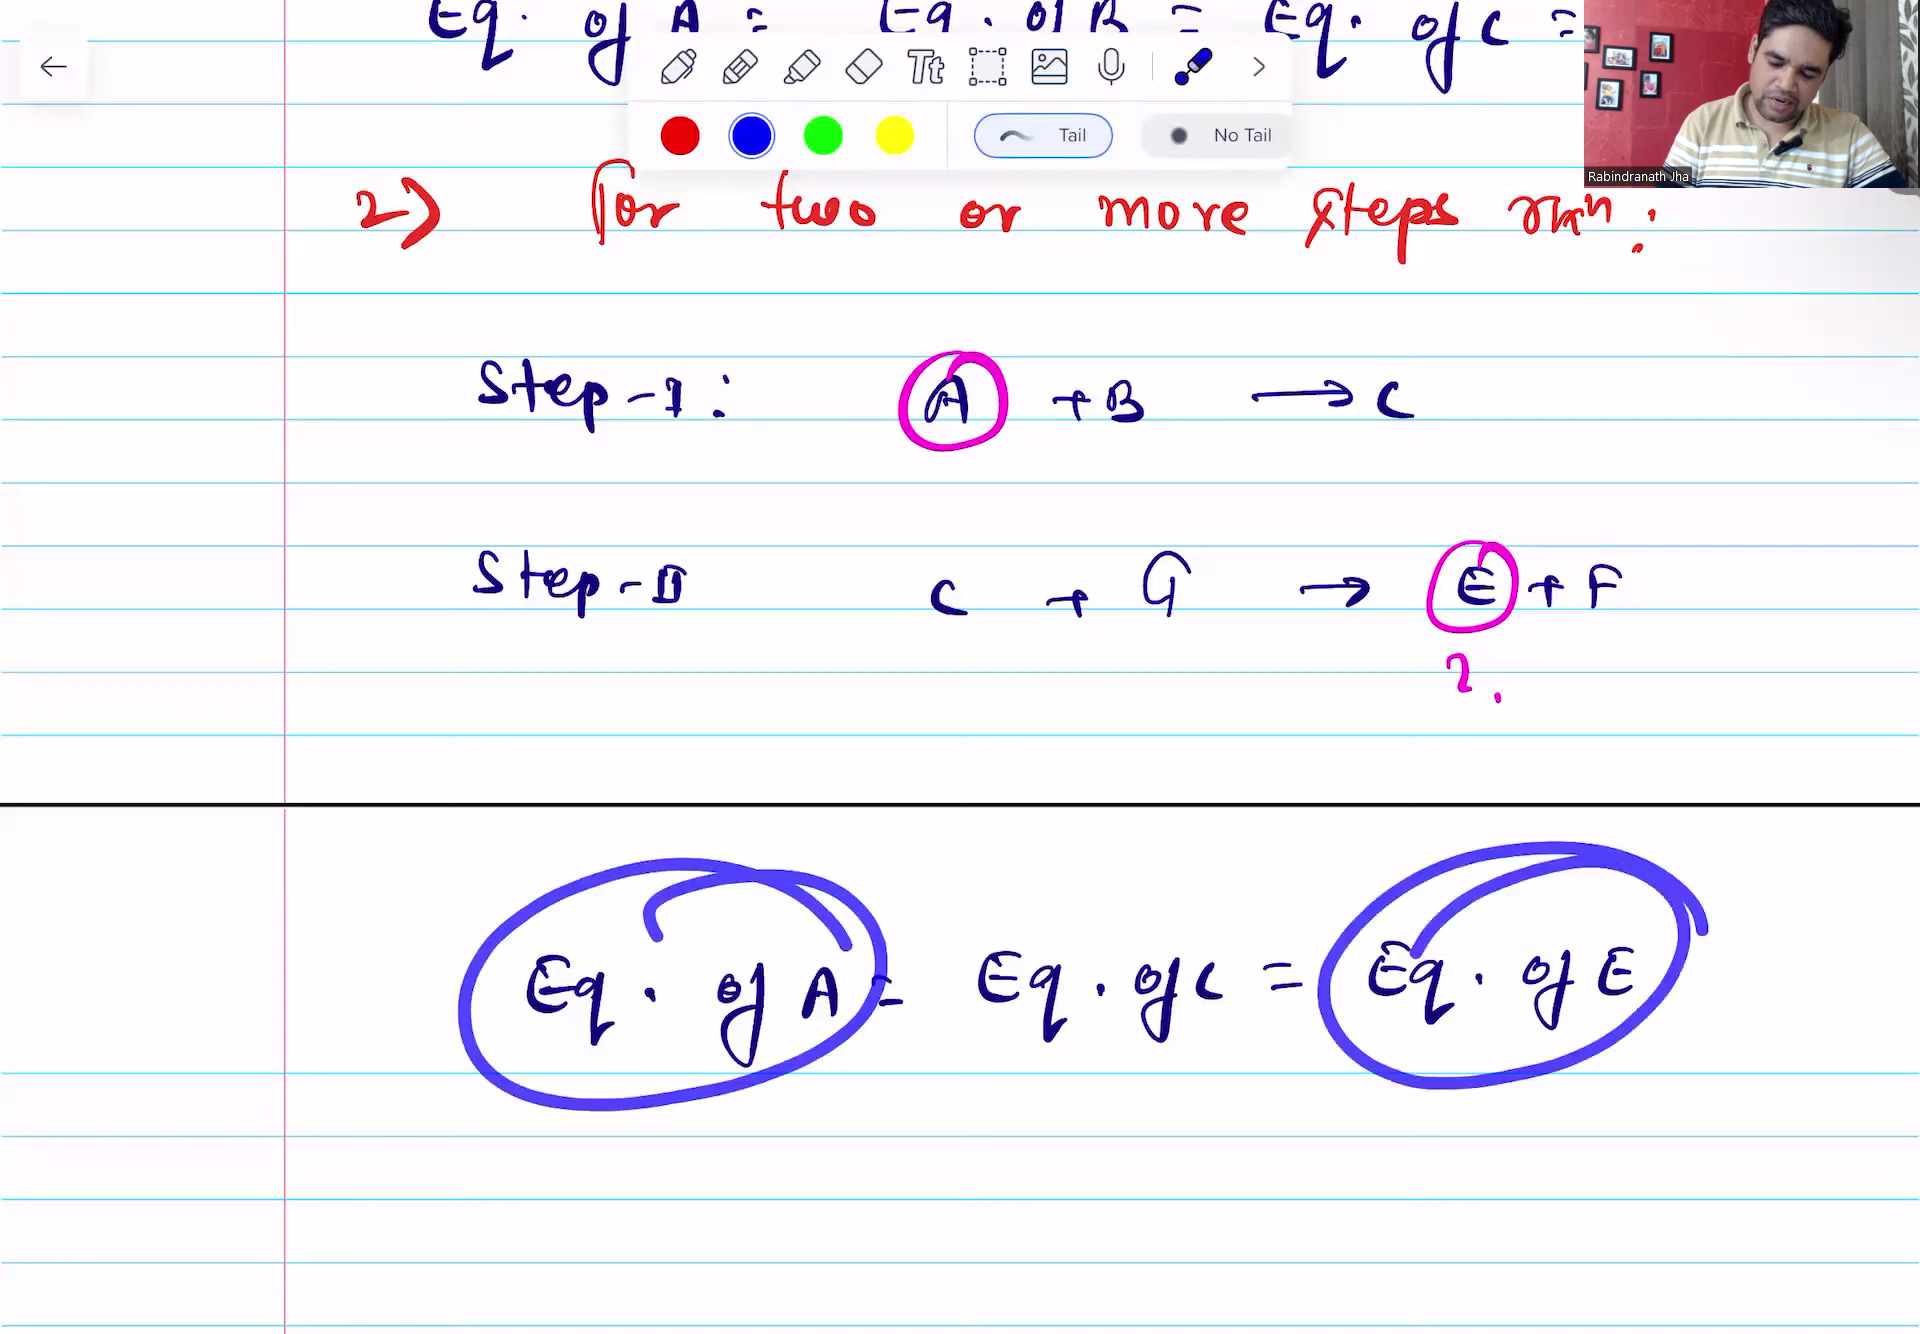 Eq. of A = Eq. of B = Eq. of C =
Tt
Tail No Tail
Rabindranath Jha
2) For two or more steps rxn:
Step-I: A + B → C
Step-II C + G → E + F
?
Eq. of A = Eq. of C = Eq. of E